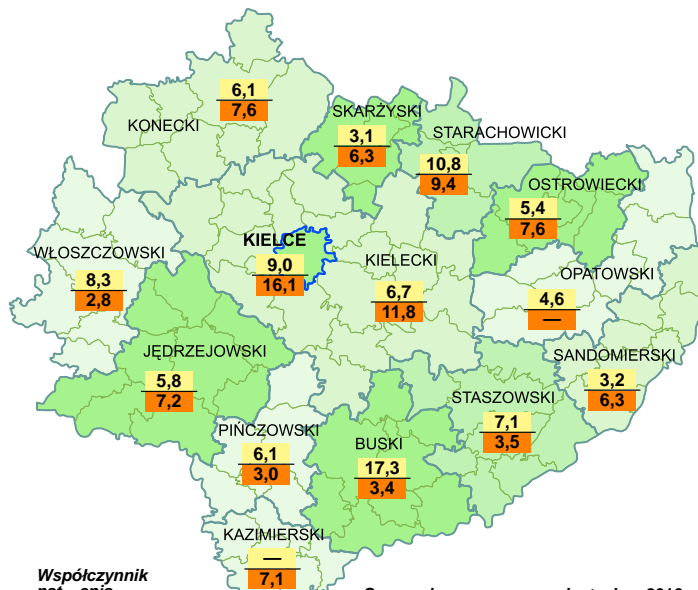 6,1
7,6
KONECKI
SKARŻYSKI
3,1
6,3
STARACHOWICKI
10,8
9,4
OSTROWIECKI
5,4
7,6
KIELCE
9,0
16,1
WŁOSZCZOWSKI
8,3
2,8
KIELECKI
6,7
11,8
OPATOWSKI
4,6
—
JĘDRZEJOWSKI
5,8
7,2
SANDOMIERSKI
3,2
6,3
STASZOWSKI
7,1
3,5
PIŃCZOWSKI
6,1
3,0
BUSKI
17,3
3,4
KAZIMIERSKI
—
7,1
Współczynnik